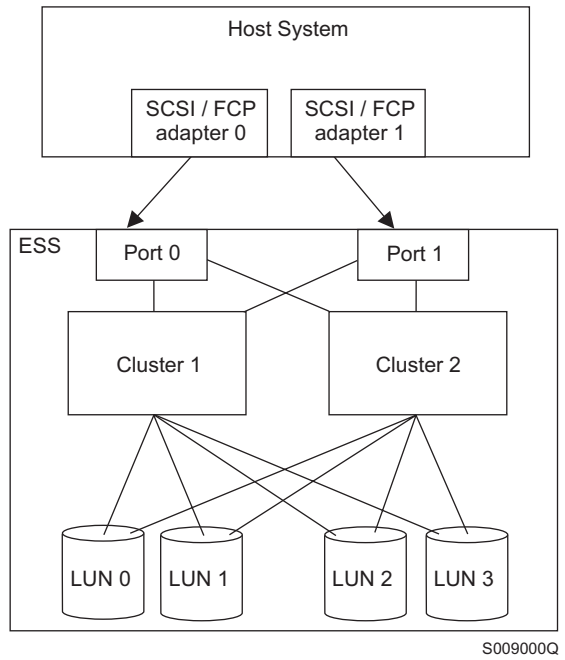 Host System
SCSI / FCP
adapter 0
SCSI / FCP
adapter 1
ESS
Port 0
Port 1
Cluster 1
Cluster 2
LUN 0
LUN 1
LUN 2
LUN 3
S009000Q